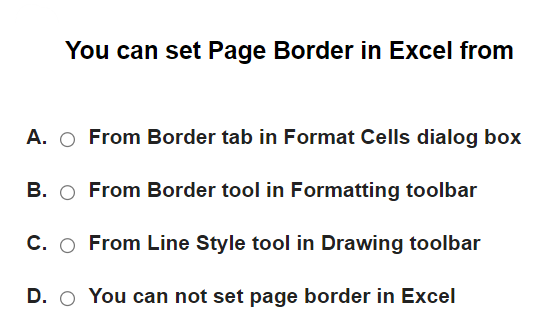 You can set Page Border in Excel from
A. From Border tab in Format Cells dialog box
B. From Border tool in Formatting toolbar
C. From Line Style tool in Drawing toolbar
D. You can not set page border in Excel